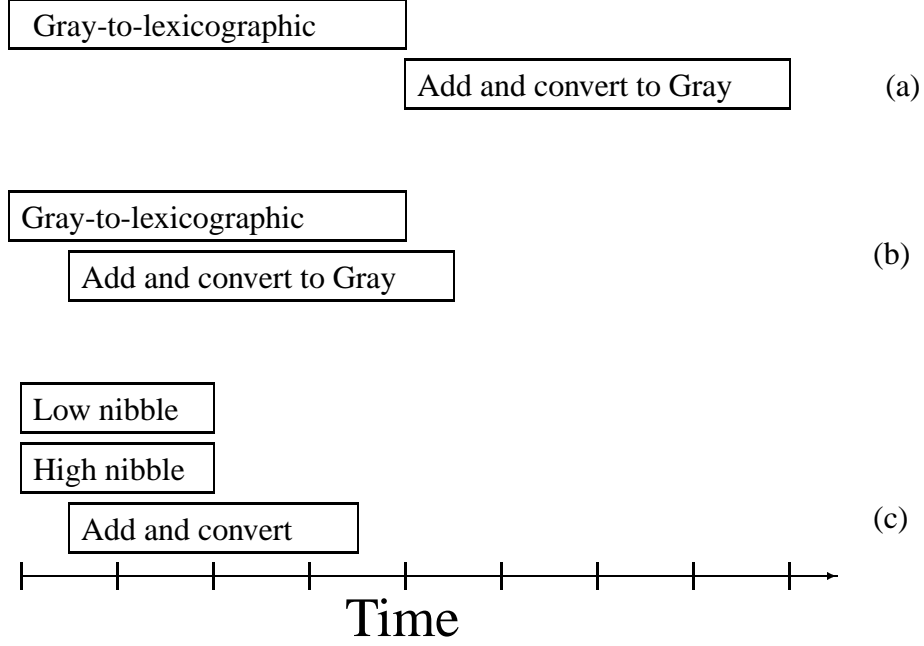 Gray-to-lexicographic
Add and convert to Gray
(a)
Gray-to-lexicographic
Add and convert to Gray
(b)
Low nibble
High nibble
Add and convert
(c)
Time